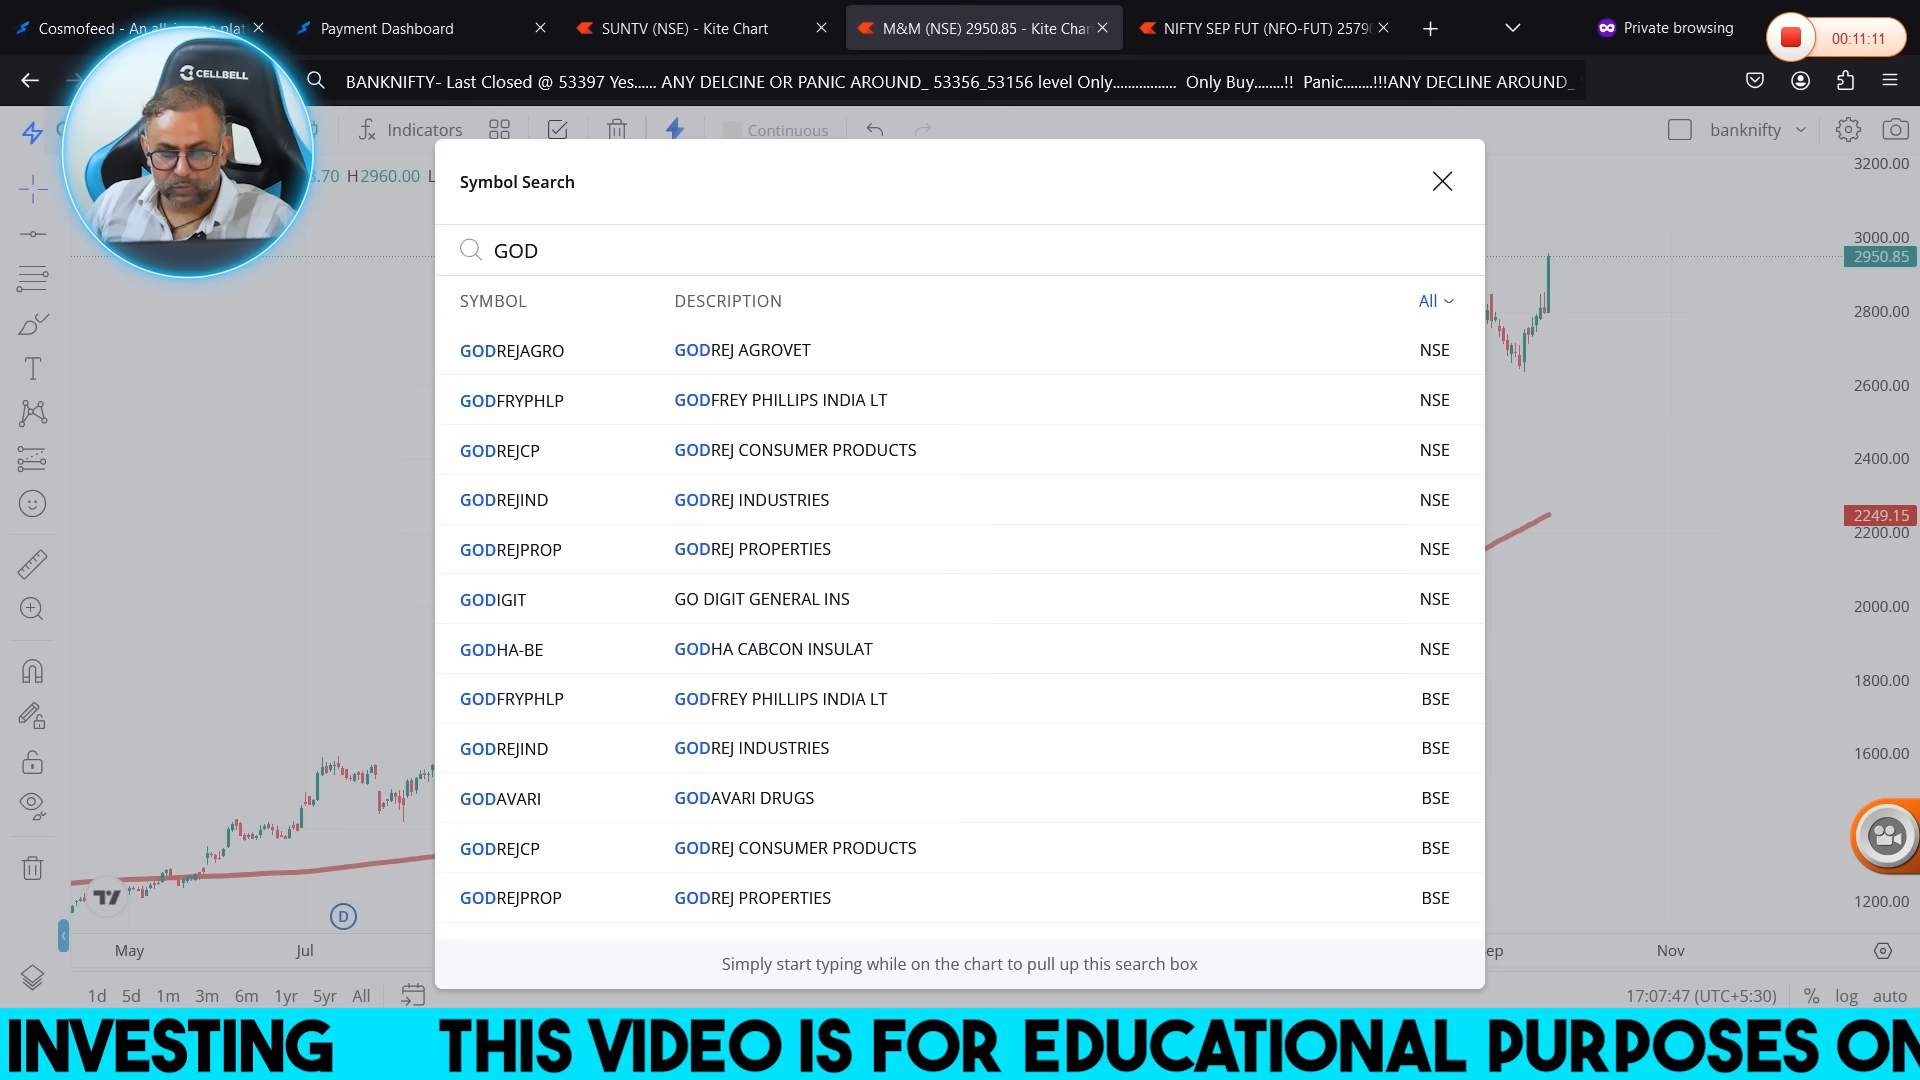 Cosmofeed - An all-in-one plat
Payment Dashboard
SUNTV (NSE) - Kite Chart
M&M (NSE) 2950.85 - Kite Char
NIFTY SEP FUT (NFO-FUT) 2579
Private browsing
00:11:11
BANKNIFTY- Last Closed @ 53397 Yes...... ANY DELCINE OR PANIC AROUND_ 53356_53156 level Only................. Only Buy........!! Panic........!!!ANY DECLINE AROUND_
CELLBELL
Indicators
Continuous
banknifty
3.70 H2960.00 L
Symbol Search
GOD
SYMBOL DESCRIPTION All
GODREJAGRO GODREJ AGROVET NSE
GODFRYPHLP GODFREY PHILLIPS INDIA LT NSE
GODREJCP GODREJ CONSUMER PRODUCTS NSE
GODREJIND GODREJ INDUSTRIES NSE
GODREJPROP GODREJ PROPERTIES NSE
GODIGIT GO DIGIT GENERAL INS NSE
GODHA-BE GODHA CABCON INSULAT NSE
GODFRYPHLP GODFREY PHILLIPS INDIA LT BSE
GODREJIND GODREJ INDUSTRIES BSE
GODAVARI GODAVARI DRUGS BSE
GODREJCP GODREJ CONSUMER PRODUCTS BSE
GODREJPROP GODREJ PROPERTIES BSE
Simply start typing while on the chart to pull up this search box
3200.00
3000.00
2950.85
2800.00
2600.00
2400.00
2249.15
2200.00
2000.00
1800.00
1600.00
1200.00
D
May
Jul
ep
Nov
1d 5d 1m 3m 6m 1yr 5yr All
17:07:47 (UTC+5:30) % log auto
INVESTING THIS VIDEO IS FOR EDUCATIONAL PURPOSES ON